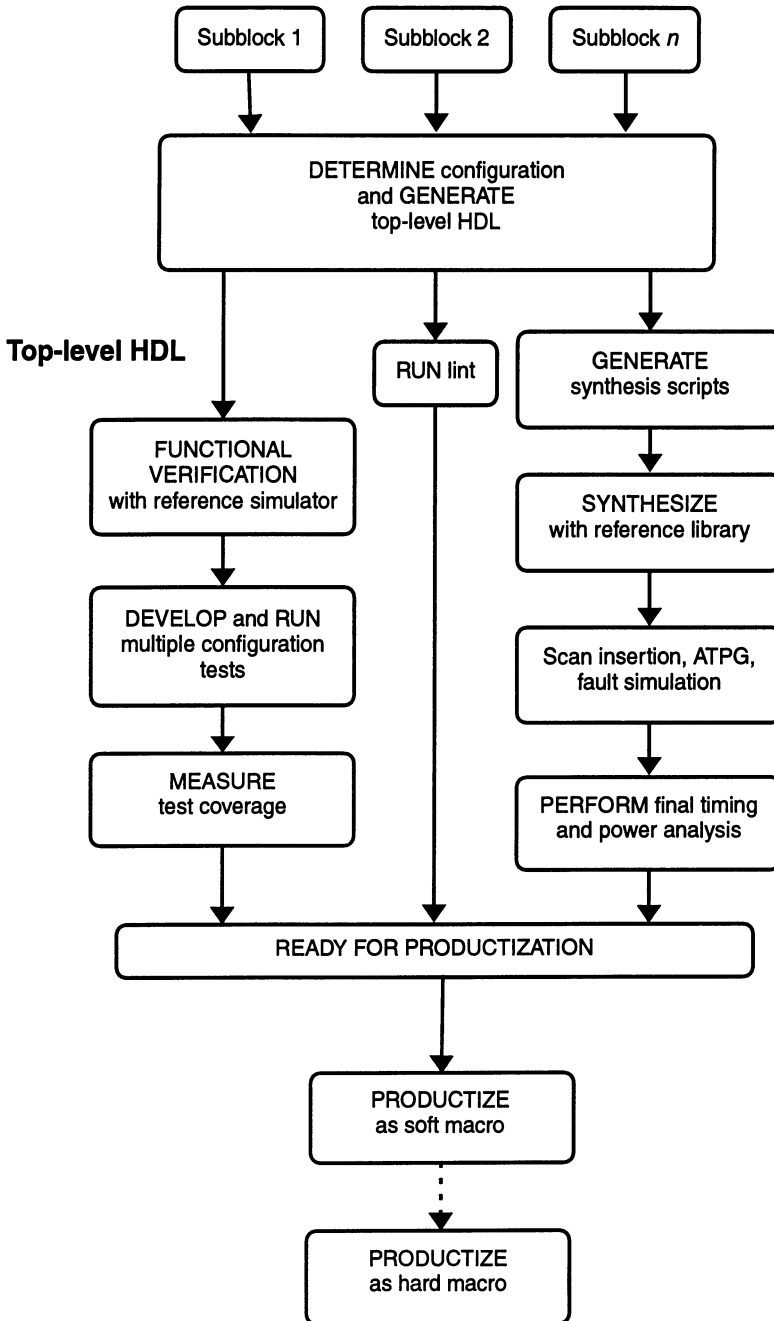 Subblock 1
Subblock 2
Subblock n
DETERMINE configuration
and GENERATE
top-level HDL
Top-level HDL
RUN lint
GENERATE
synthesis scripts
FUNCTIONAL
VERIFICATION
with reference simulator
SYNTHESIZE
with reference library
DEVELOP and RUN
multiple configuration
tests
Scan insertion, ATPG,
fault simulation
MEASURE
test coverage
PERFORM final timing
and power analysis
READY FOR PRODUCTIZATION
PRODUCTIZE
as soft macro
PRODUCTIZE
as hard macro